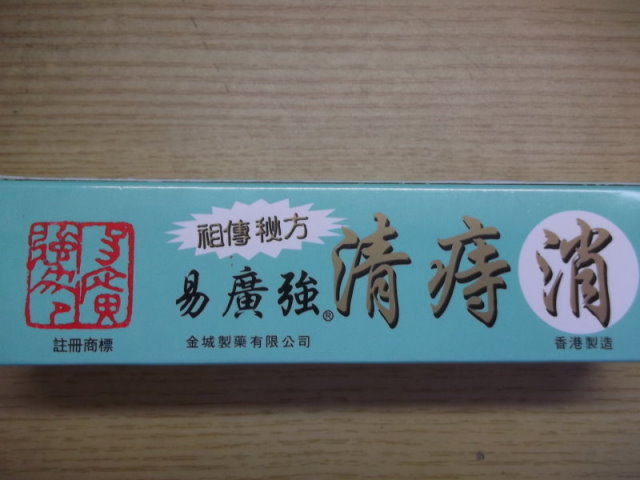 祖傳秘方
易廣強® 清痔消
註冊商標
金城製藥有限公司
香港製造